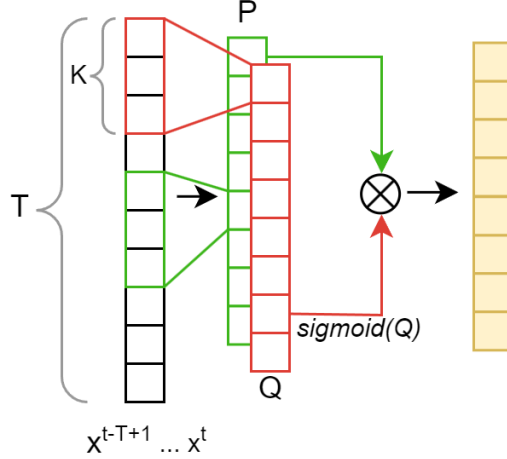 P
K
T
sigmoid(Q)
Q
x^{t-T+1} ... x^t